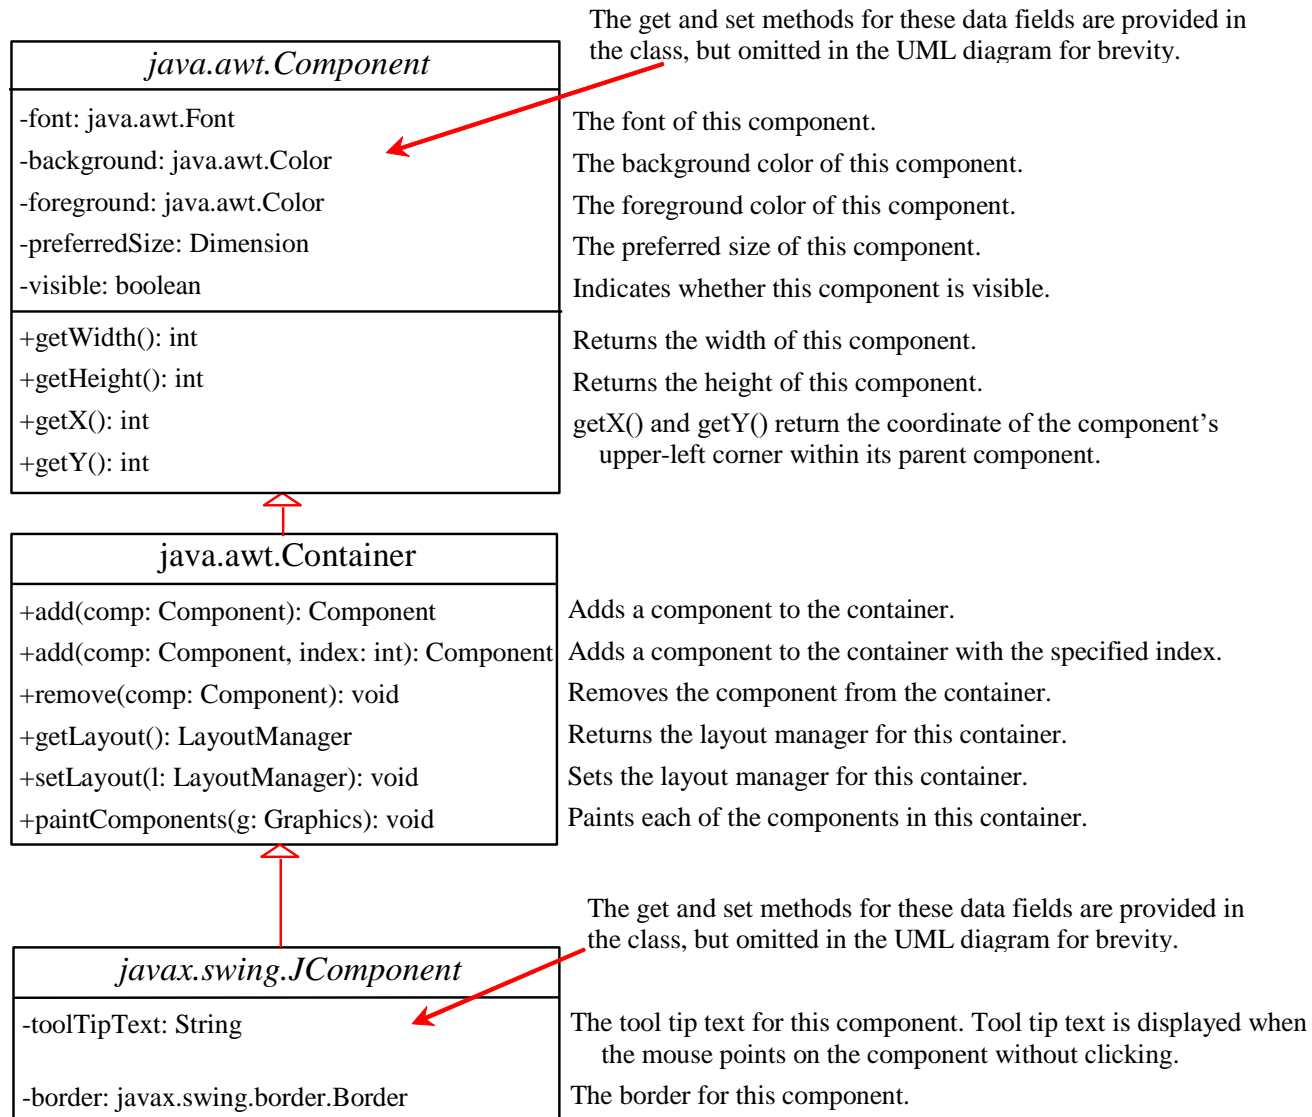 The get and set methods for these data fields are provided in
the class, but omitted in the UML diagram for brevity.
java.awt.Component
-font: java.awt.Font
The font of this component.
-background: java.awt.Color
The background color of this component.
-foreground: java.awt.Color
The foreground color of this component.
-preferredSize: Dimension
The preferred size of this component.
-visible: boolean
Indicates whether this component is visible.
+getWidth(): int
Returns the width of this component.
+getHeight(): int
Returns the height of this component.
+getX(): int
getX() and getY() return the coordinate of the component’s
+getY(): int
upper-left corner within its parent component.
java.awt.Container
+add(comp: Component): Component
Adds a component to the container.
+add(comp: Component, index: int): Component
Adds a component to the container with the specified index.
+remove(comp: Component): void
Removes the component from the container.
+getLayout(): LayoutManager
Returns the layout manager for this container.
+setLayout(l: LayoutManager): void
Sets the layout manager for this container.
+paintComponents(g: Graphics): void
Paints each of the components in this container.
The get and set methods for these data fields are provided in
the class, but omitted in the UML diagram for brevity.
javax.swing.JComponent
-toolTipText: String
The tool tip text for this component. Tool tip text is displayed when
the mouse points on the component without clicking.
-border: javax.swing.border.Border
The border for this component.